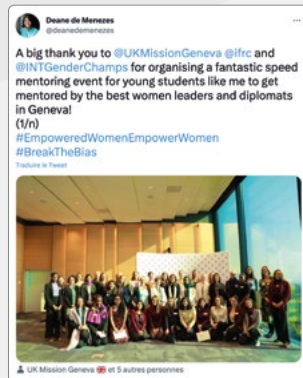 Deane de Menezes
@deanedemenezes
A big thank you to @UKMissionGeneva @ifrc and
@INTGenderChamps for organising a fantastic speed
mentoring event for young students like me to get
mentored by the best women leaders and diplomats
in Geneva!
(1/n)
#EmpoweredWomenEmpowerWomen
#BreakTheBias
Traduire le Tweet
UK Mission Geneva 🇬🇧 et 5 autres personnes